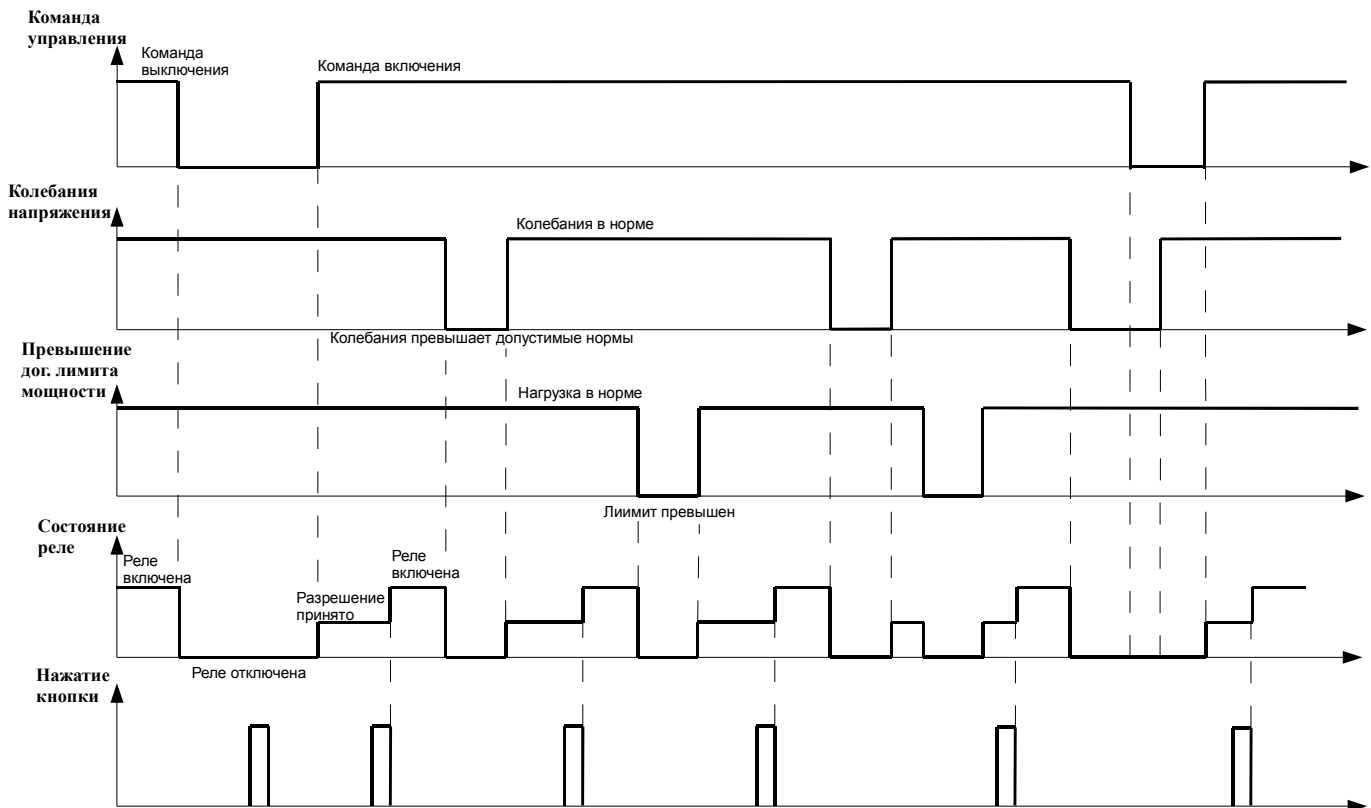 Команда
управления
Команда
выключения
Команда включения
Колебания
напряжения
Колебания в норме
Колебания превышает допустимые нормы
Превышение
дог. лимита
мощности
Нагрузка в норме
Лиимит превышен
Состояние
реле
Реле
включена
Разрешение
принято
Реле
включена
Реле отключена
Нажатие
кнопки